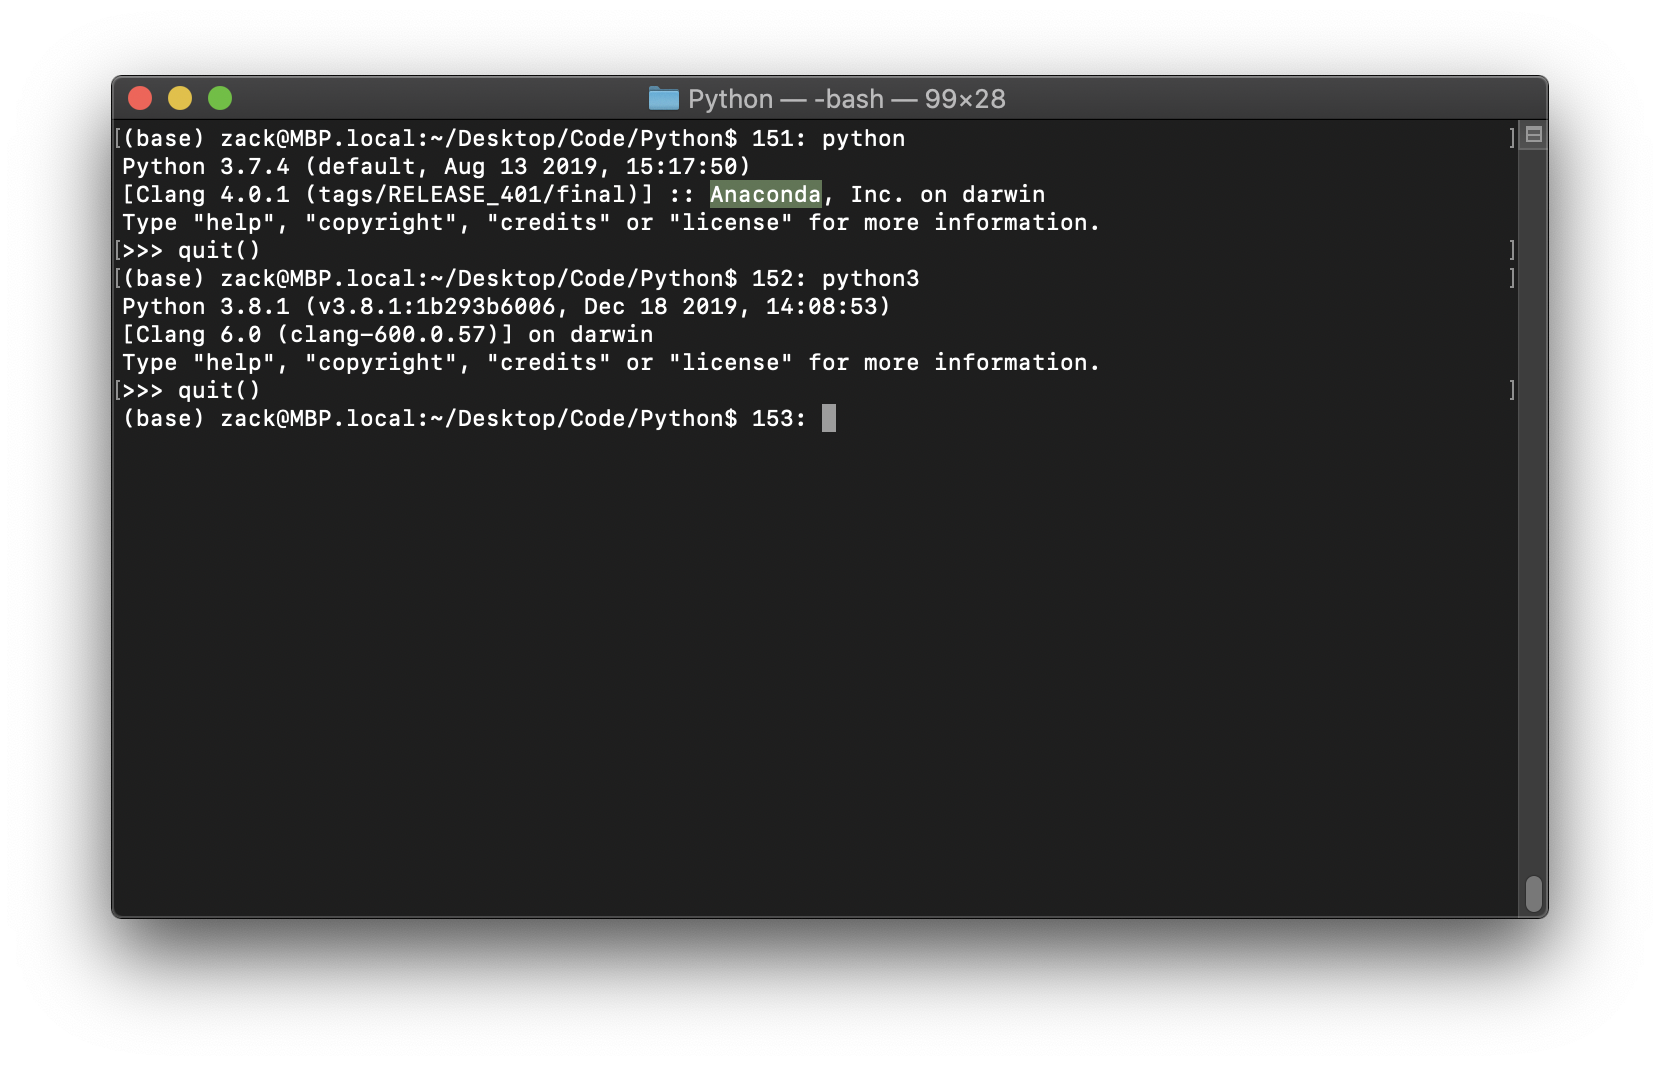 Python — -bash — 99×28
[(base) zack@MBP.local:~/Desktop/Code/Python$ 151: python ]
Python 3.7.4 (default, Aug 13 2019, 15:17:50)
[Clang 4.0.1 (tags/RELEASE_401/final)] :: Anaconda, Inc. on darwin
Type "help", "copyright", "credits" or "license" for more information.
[>>> quit() ]
[(base) zack@MBP.local:~/Desktop/Code/Python$ 152: python3 ]
Python 3.8.1 (v3.8.1:1b293b6006, Dec 18 2019, 14:08:53)
[Clang 6.0 (clang-600.0.57)] on darwin
Type "help", "copyright", "credits" or "license" for more information.
[>>> quit() ]
(base) zack@MBP.local:~/Desktop/Code/Python$ 153: